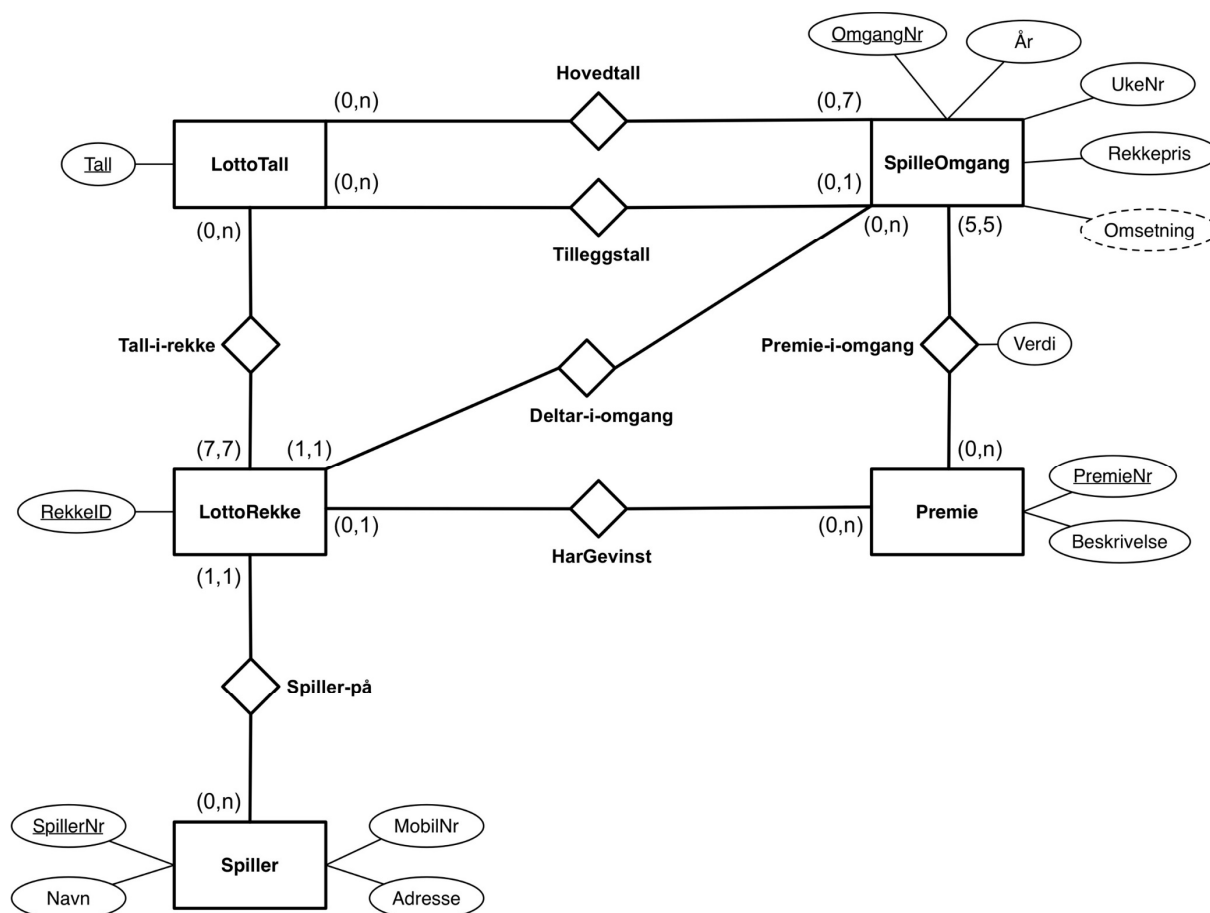 OmgangNr
År
Hovedtall
UkeNr
(0,n)
(0,7)
Tall
LottoTall
SpilleOmgang
Rekkepris
(0,n)
(0,1)
(0,n)
(0,n)
(5,5)
Omsetning
Tilleggstall
Tall-i-rekke
Premie-i-omgang
Verdi
Deltar-i-omgang
(7,7)
(1,1)
(0,n)
PremieNr
RekkeID
LottoRekke
Premie
(0,1)
(0,n)
Beskrivelse
HarGevinst
(1,1)
Spiller-på
(0,n)
SpillerNr
MobilNr
Spiller
Navn
Adresse